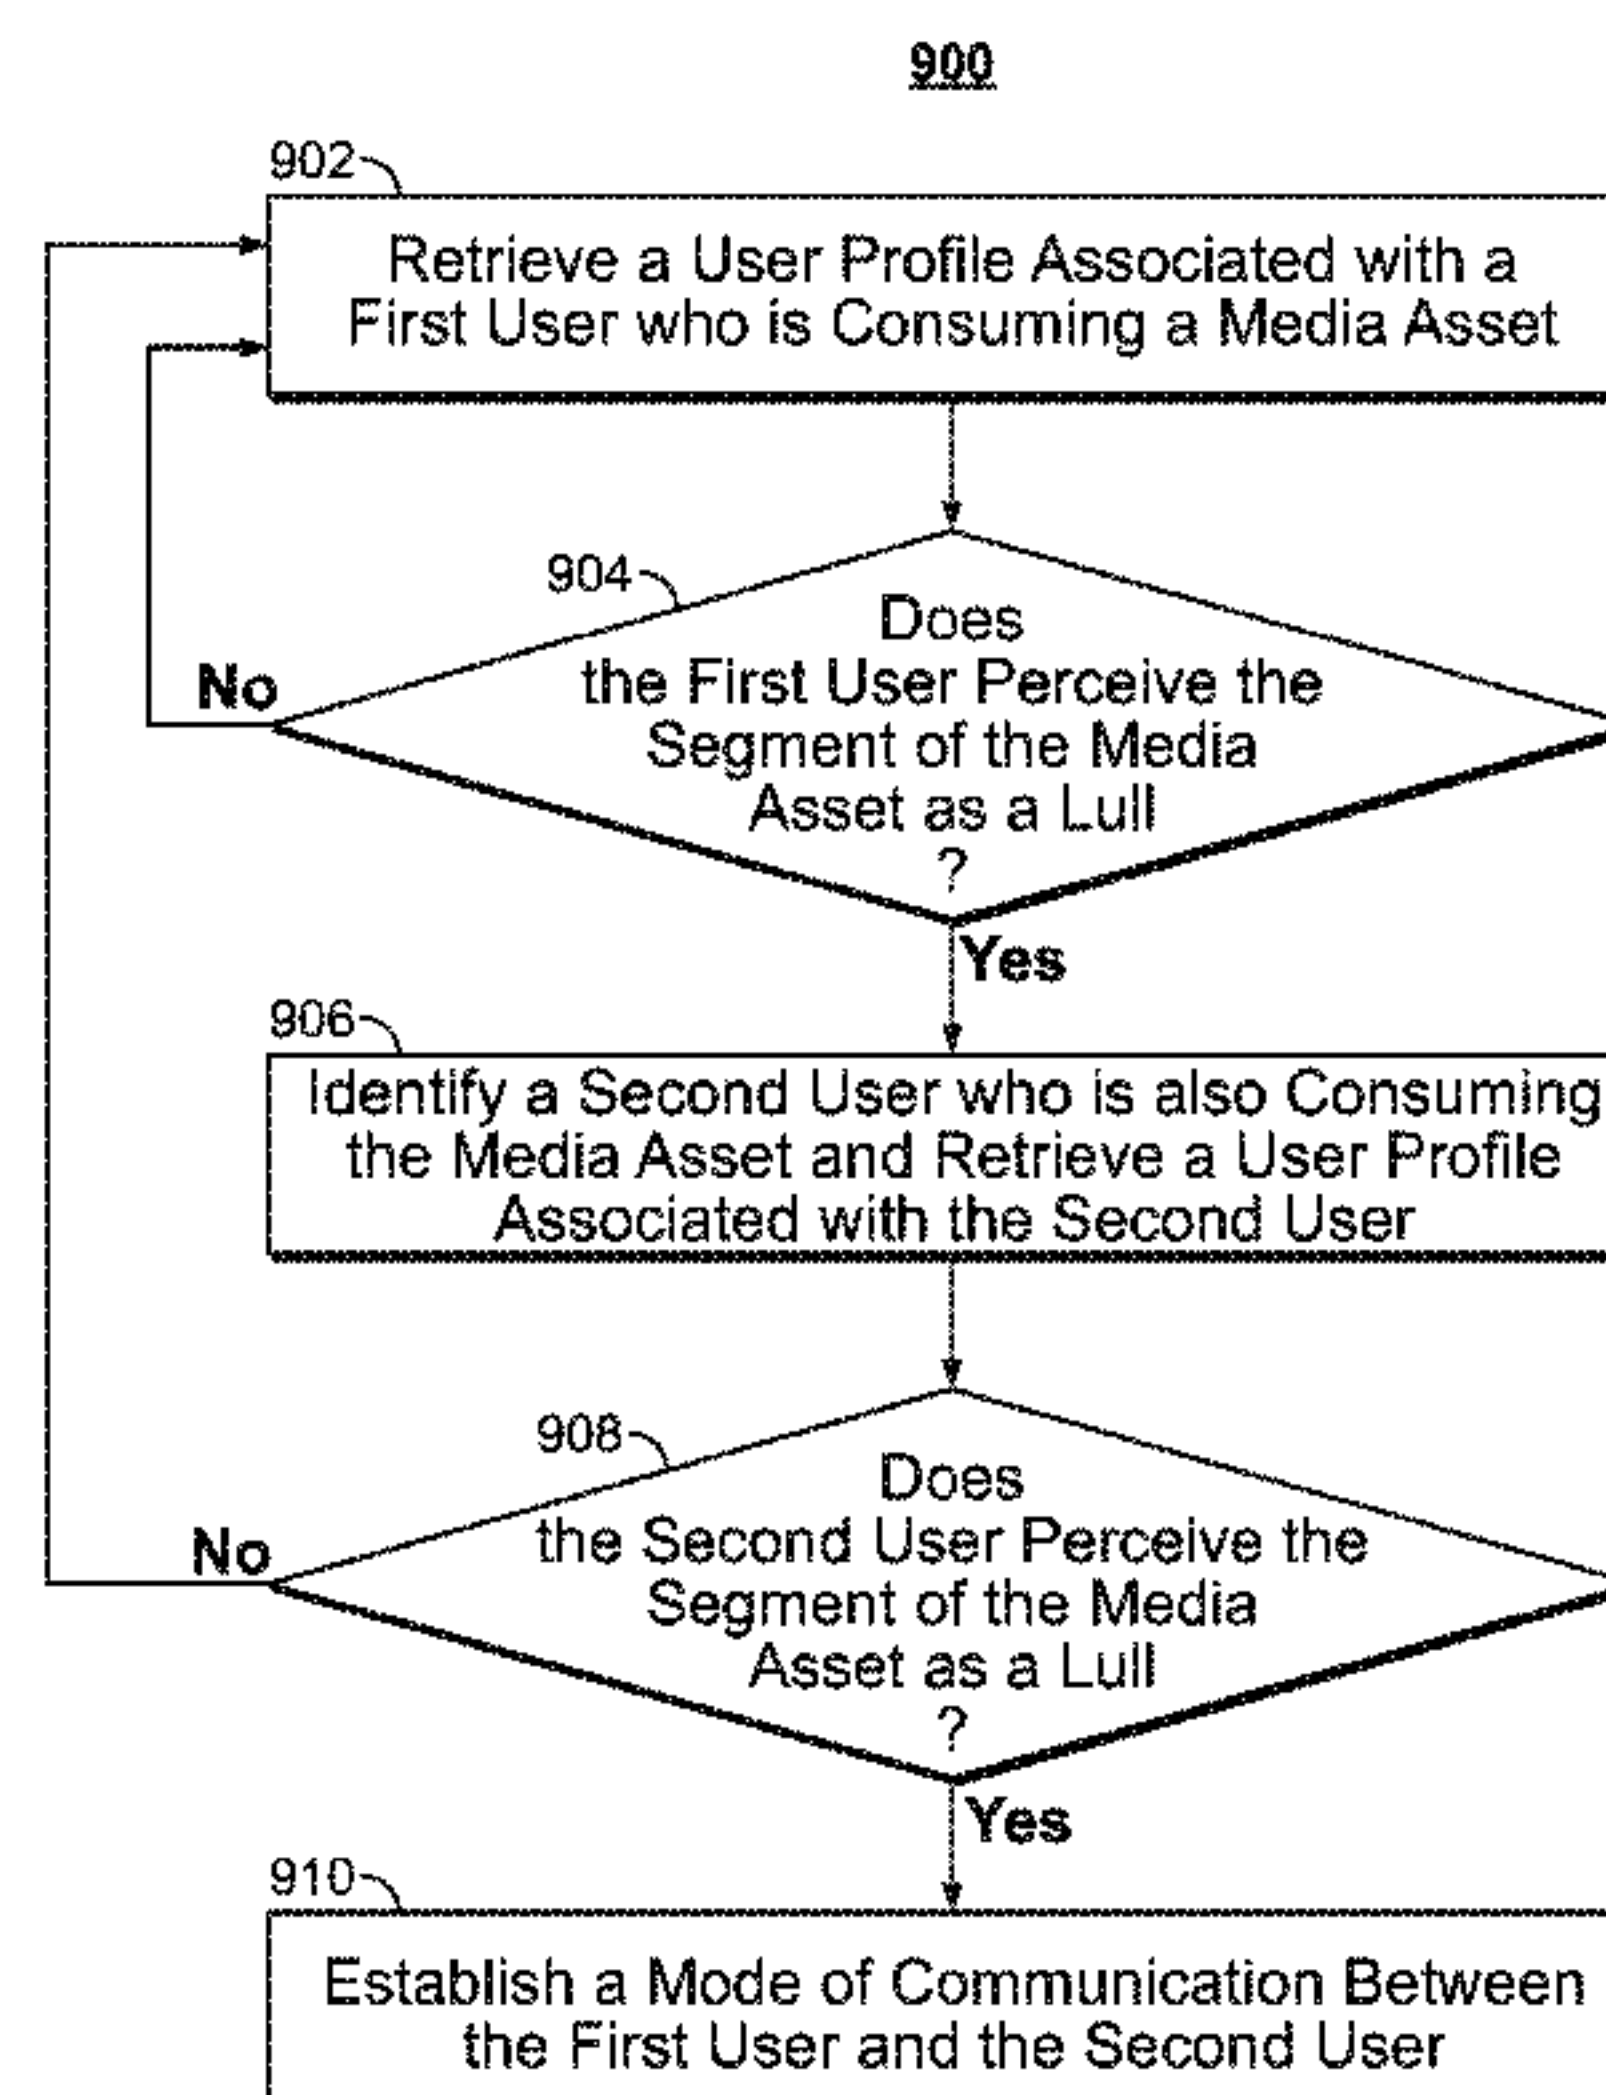 900
902
Retrieve a User Profile Associated with a
First User who is Consuming a Media Asset
904
Does
the First User Perceive the
Segment of the Media
Asset as a Lull
?
No
Yes
906
Identify a Second User who is also Consuming
the Media Asset and Retrieve a User Profile
Associated with the Second User
908
Does
the Second User Perceive the
Segment of the Media
Asset as a Lull
?
No
Yes
910
Establish a Mode of Communication Between
the First User and the Second User